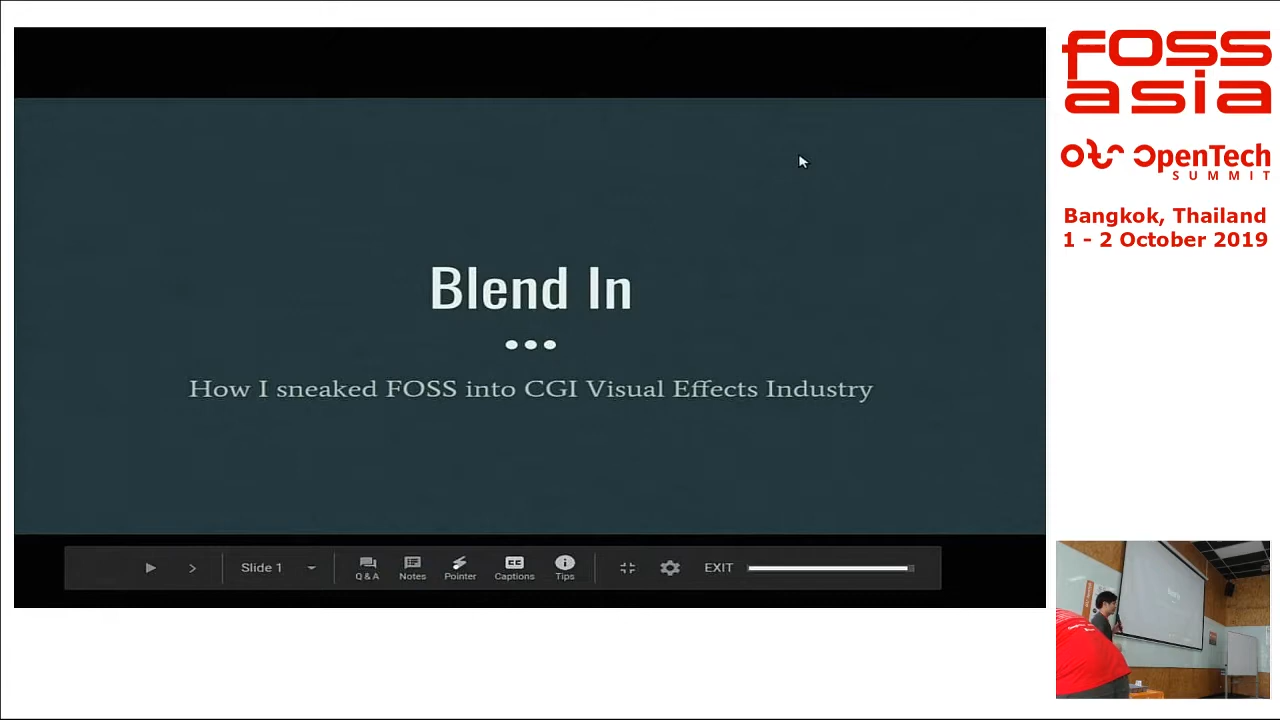 Blend In
How I sneaked FOSS into CGI Visual Effects Industry
Slide 1
Q & A
Notes
Pointer
Captions
Tips
EXIT
FOSS
asia
OpenTech
SUMMIT
Bangkok, Thailand
1 - 2 October 2019